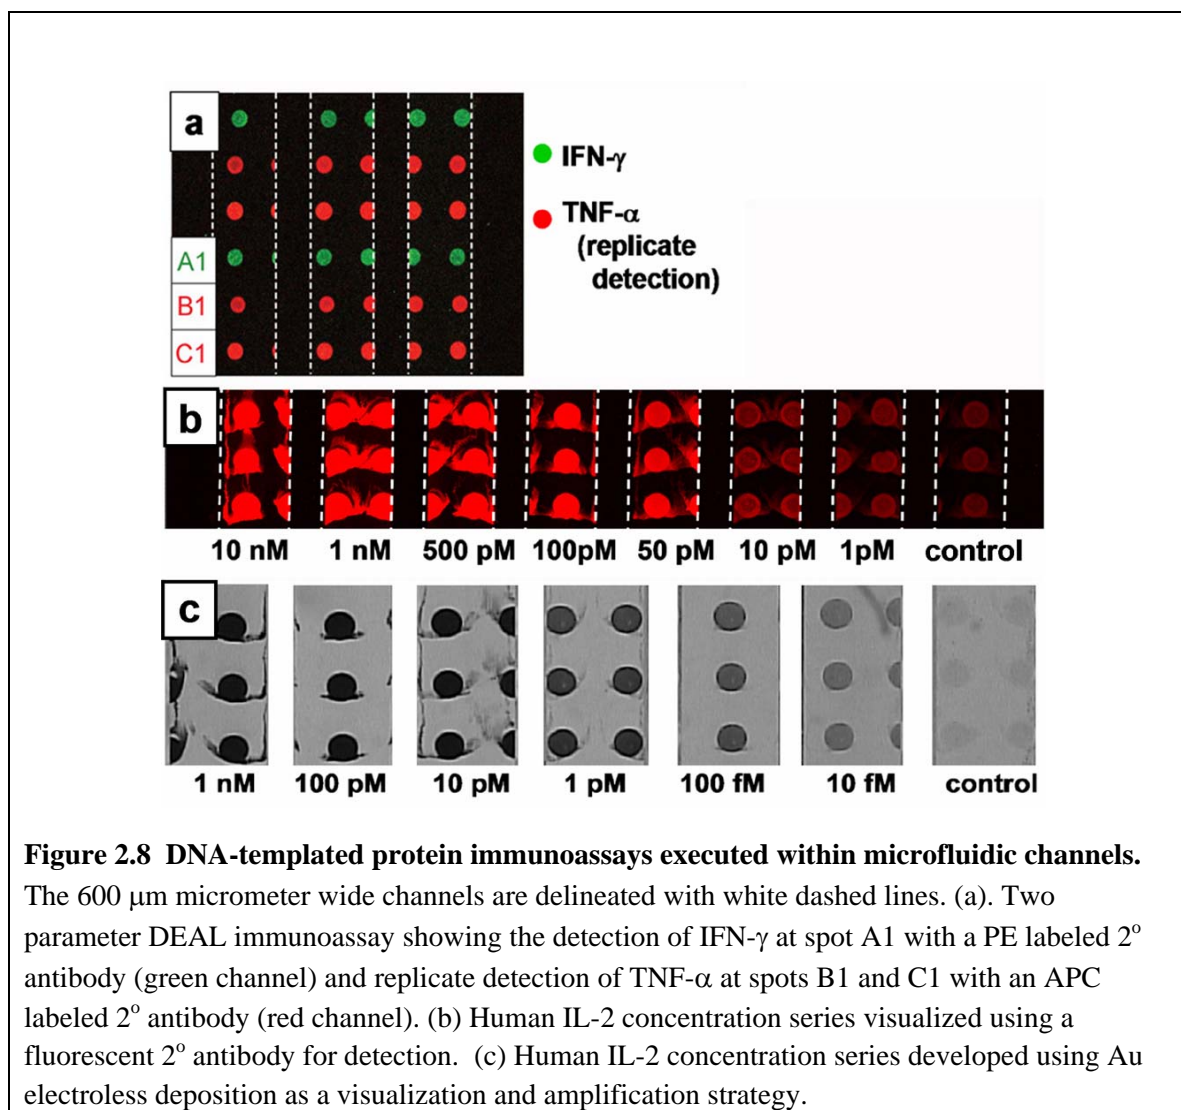 a
IFN-γ
TNF-α
(replicate
detection)
A1
B1
C1
b
10 nM 1 nM 500 pM 100pM 50 pM 10 pM 1pM control
c
1 nM 100 pM 10 pM 1 pM 100 fM 10 fM control
Figure 2.8 DNA-templated protein immunoassays executed within microfluidic channels.
The 600 μm micrometer wide channels are delineated with white dashed lines. (a). Two
parameter DEAL immunoassay showing the detection of IFN-γ at spot A1 with a PE labeled 2°
antibody (green channel) and replicate detection of TNF-α at spots B1 and C1 with an APC
labeled 2° antibody (red channel). (b) Human IL-2 concentration series visualized using a
fluorescent 2° antibody for detection. (c) Human IL-2 concentration series developed using Au
electroless deposition as a visualization and amplification strategy.